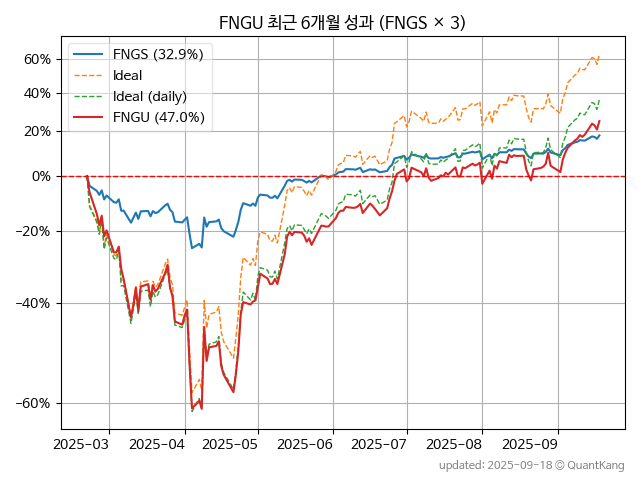 FNGU 최근 6개월 성과 (FNGS × 3)
FNGS (32.9%)
Ideal
Ideal (daily)
FNGU (47.0%)
60%
40%
20%
0%
−20%
−40%
−60%
2025−03 2025−04 2025−05 2025−06 2025−07 2025−08 2025−09
updated: 2025−09−18 © QuantKang